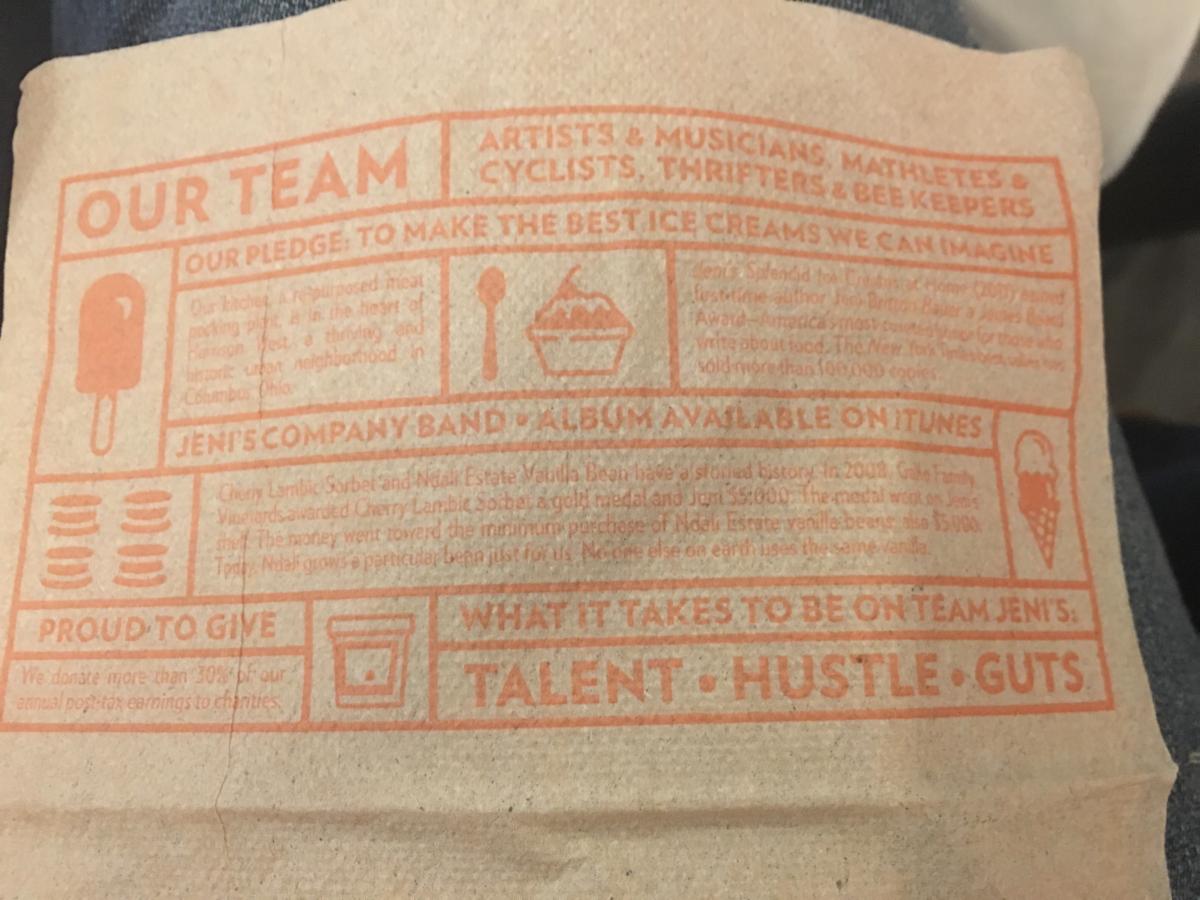 OUR TEAM
ARTISTS & MUSICIANS, MATHLETES &
CYCLISTS, THRIFTERS & BEE KEEPERS
OUR PLEDGE: TO MAKE THE BEST ICE CREAMS WE CAN IMAGINE
Our kitchen, a repurposed meat
packing plant, is in the heart of
Harrison West, a thriving and
historic urban neighborhood in
Columbus, Ohio.
Jeni's Splendid Ice Creams at Home (2011) earned
first-time author Jeni Britton Bauer a James Beard
Award—America's most coveted honor for those who
write about food. The New York Times best seller has
sold more than 100,000 copies.
JENI'S COMPANY BAND • ALBUM AVAILABLE ON ITUNES
Cherry Lambic Sorbet and Ndali Estate Vanilla Bean have a storied history. In 2008, Family
Vineyards awarded Cherry Lambic Sorbet a gold medal and Jeni $5,000. The medal went on Jeni's
The money went toward the minimum purchase of Ndali Estate vanilla beans: also $5,000.
Today, Ndali grows a particular bean just for us. No one else on earth uses the same vanilla.
PROUD TO GIVE
We donate more than 30% of our
annual post-tax earnings to charities.
WHAT IT TAKES TO BE ON TEAM JENI'S:
TALENT • HUSTLE • GUTS